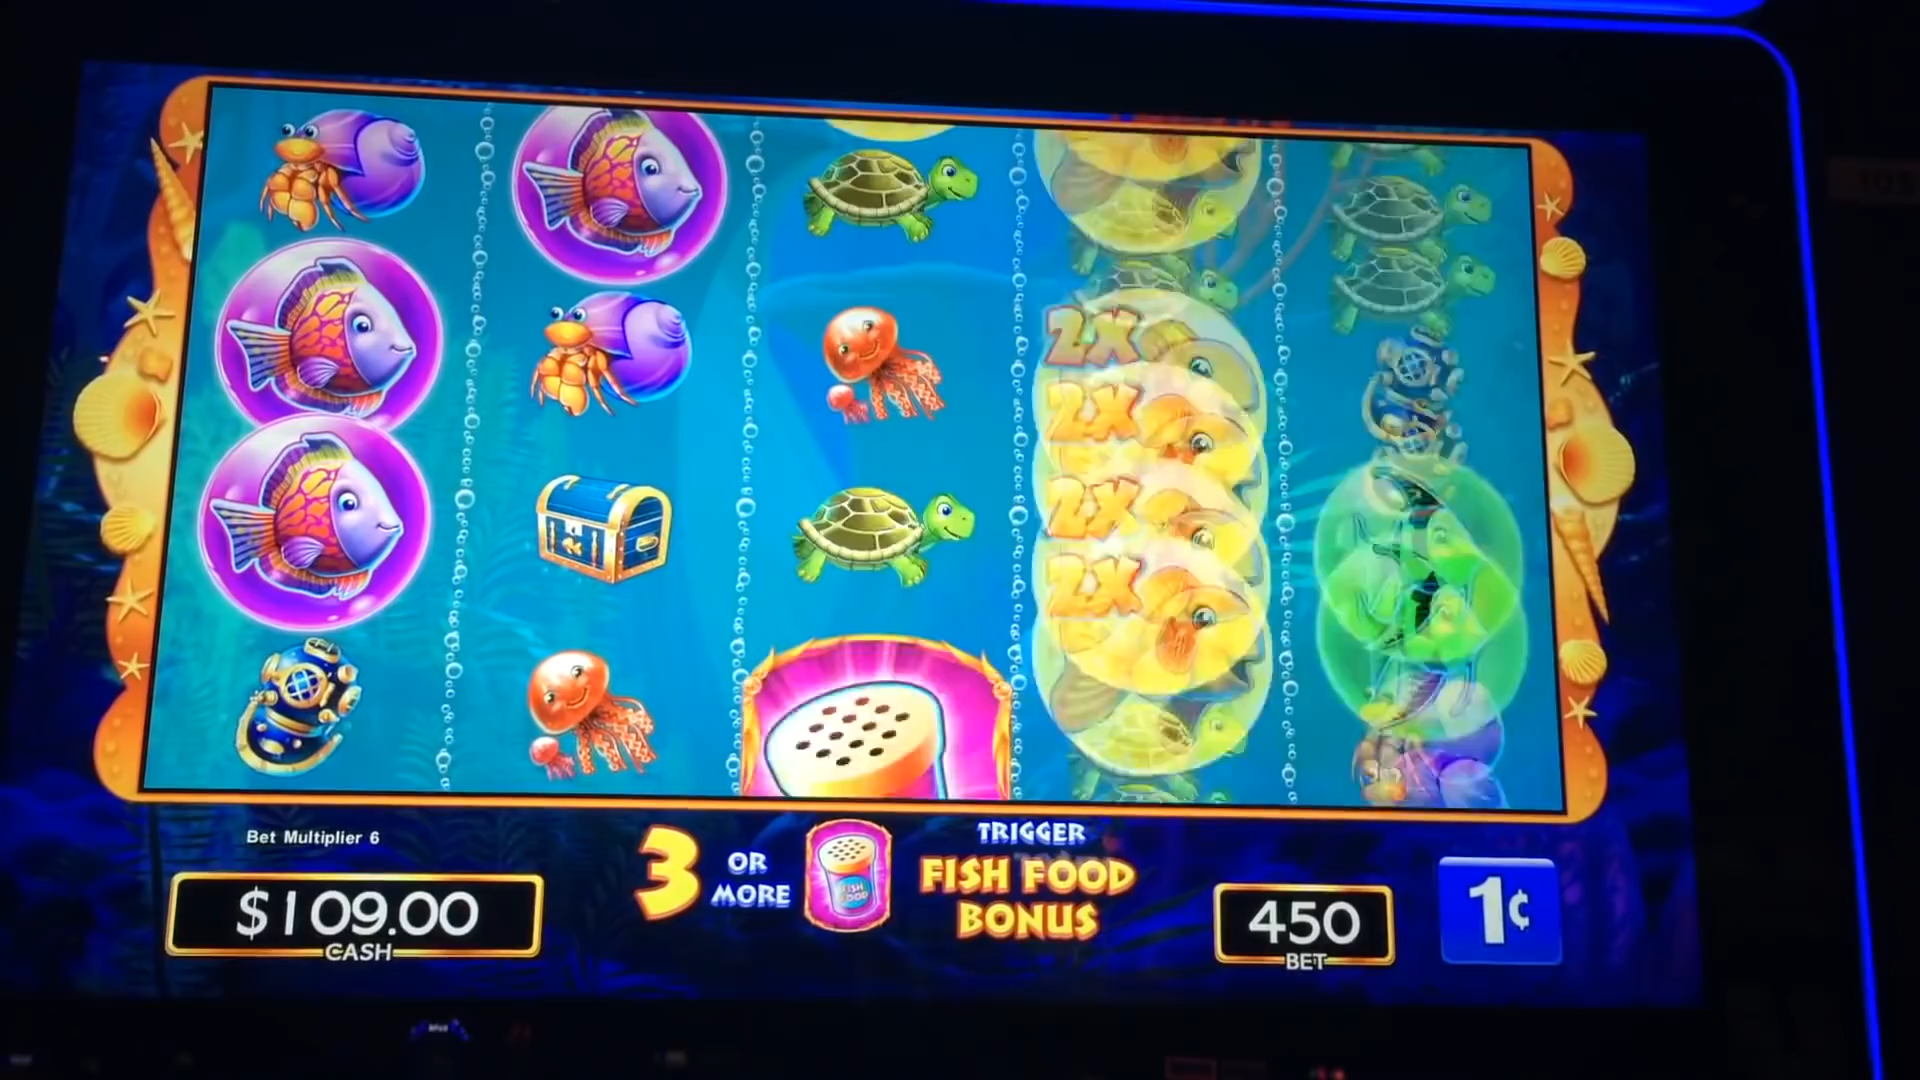 2X
2X
2X
2X
Bet Multiplier 6
$109.00
CASH
3 OR MORE
FISH FOOD
TRIGGER
FISH FOOD
BONUS
450
BET
1¢